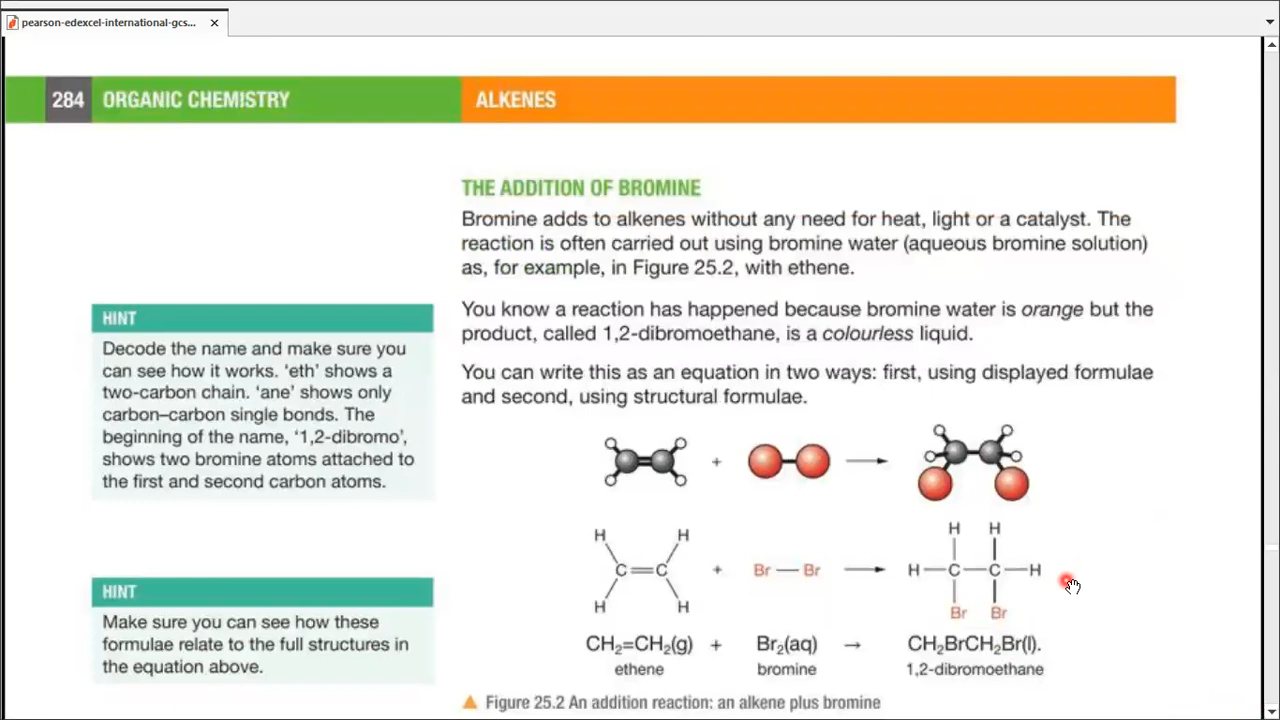 pearson-edexcel-international-gcs...
284 ORGANIC CHEMISTRY ALKENES
THE ADDITION OF BROMINE
Bromine adds to alkenes without any need for heat, light or a catalyst. The
reaction is often carried out using bromine water (aqueous bromine solution)
as, for example, in Figure 25.2, with ethene.
You know a reaction has happened because bromine water is orange but the
product, called 1,2-dibromoethane, is a colourless liquid.
You can write this as an equation in two ways: first, using displayed formulae
and second, using structural formulae.
HINT
Decode the name and make sure you
can see how it works. ‘eth’ shows a
two-carbon chain. ‘ane’ shows only
carbon–carbon single bonds. The
beginning of the name, ‘1,2-dibromo’,
shows two bromine atoms attached to
the first and second carbon atoms.
HINT
Make sure you can see how these
formulae relate to the full structures in
the equation above.
+
H H H H
C C + Br Br H C C H
H H Br Br
CH₂=CH₂(g) + Br₂(aq) → CH₂BrCH₂Br(l).
ethene bromine 1,2-dibromoethane
Figure 25.2 An addition reaction: an alkene plus bromine